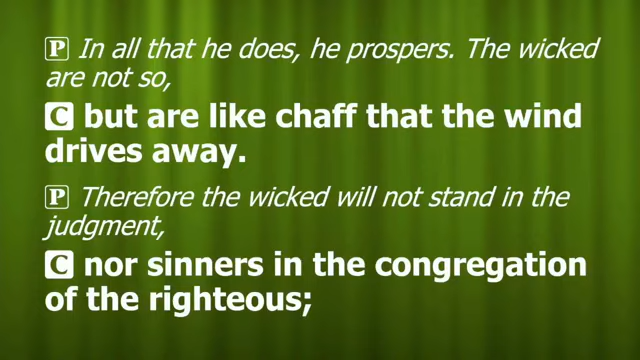 P In all that he does, he prospers. The wicked
are not so,
C but are like chaff that the wind
drives away.
P Therefore the wicked will not stand in the
judgment,
C nor sinners in the congregation
of the righteous;